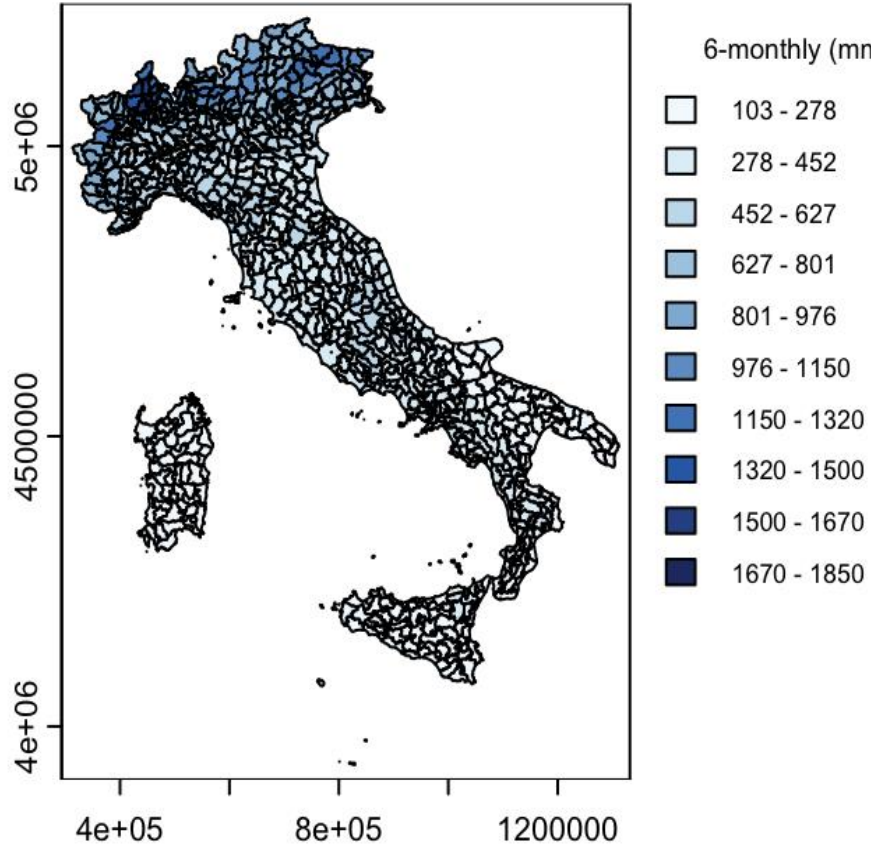 6-monthly (mm
103 - 278
278 - 452
452 - 627
627 - 801
801 - 976
976 - 1150
1150 - 1320
1320 - 1500
1500 - 1670
1670 - 1850
5e+06
4500000
4e+06
4e+05
8e+05
1200000